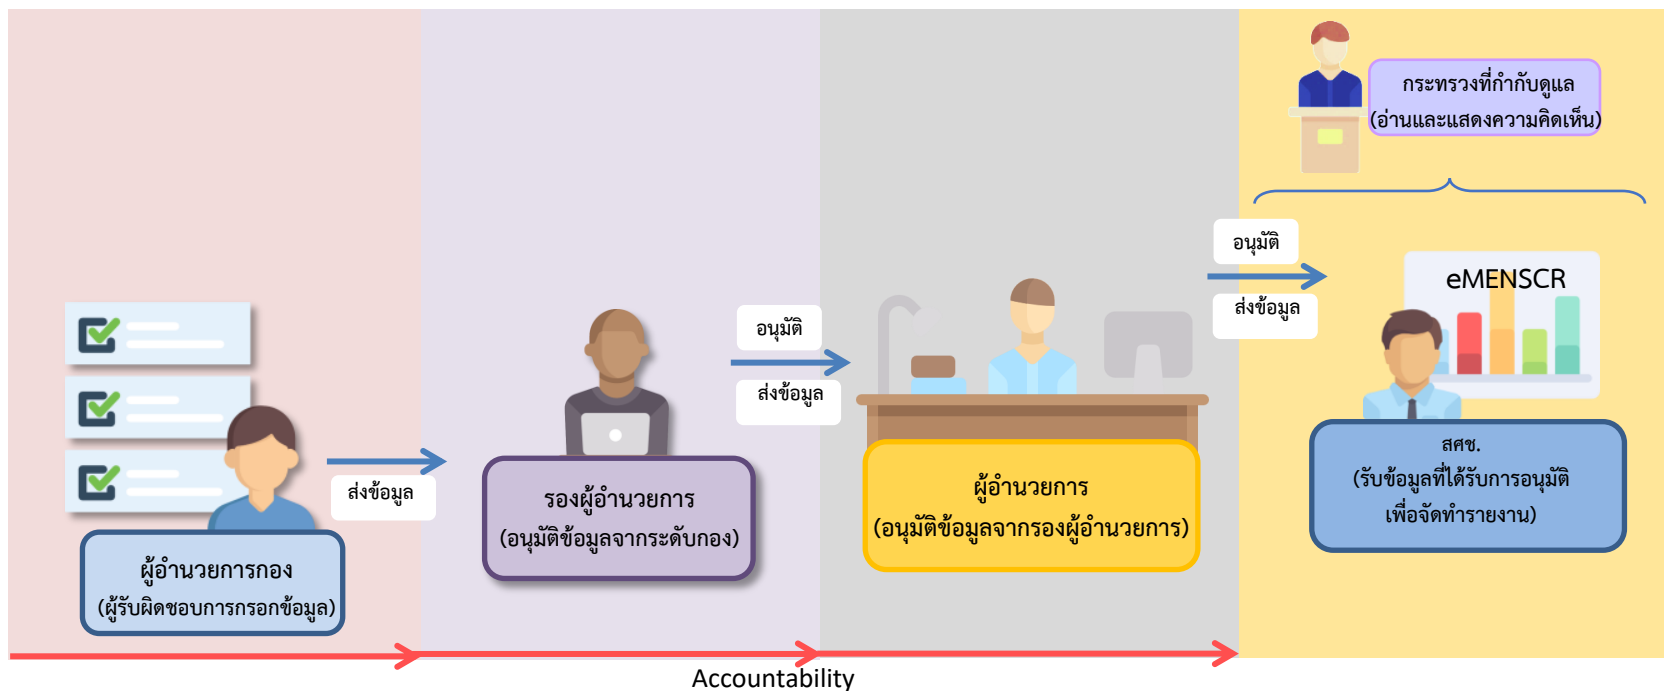 ผู้อำนวยการกอง
(ผู้รับผิดชอบการกรอกข้อมูล)
ส่งข้อมูล
รองผู้อำนวยการ
(อนุมัติข้อมูลจากระดับกอง)
อนุมัติ
ส่งข้อมูล
ผู้อำนวยการ
(อนุมัติข้อมูลจากรองผู้อำนวยการ)
อนุมัติ
ส่งข้อมูล
กระทรวงที่กำกับดูแล
(อ่านและแสดงความคิดเห็น)
eMENSCR
สศช.
(รับข้อมูลที่ได้รับการอนุมัติ
เพื่อจัดทำรายงาน)
Accountability